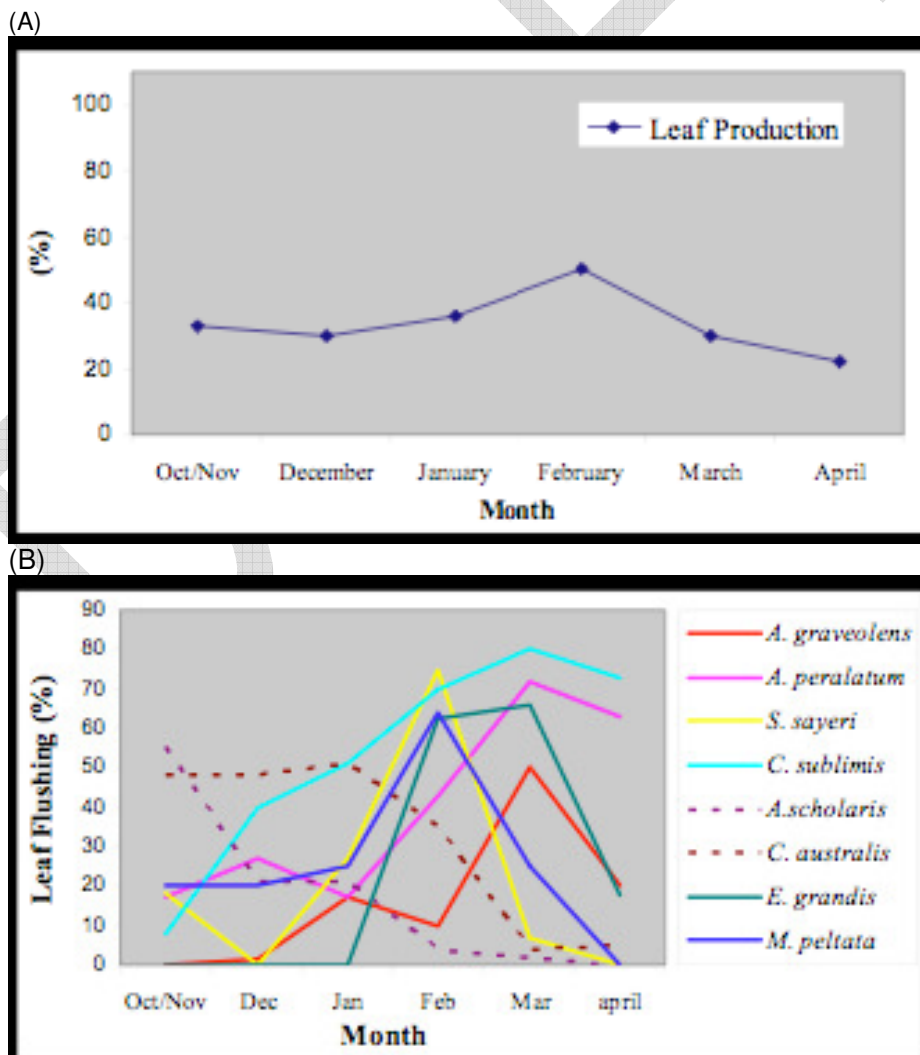 (A)
100
80
60
40
20
0
(%)
Leaf Production
Oct/Nov December January February March April
Month
(B)
90
80
70
60
50
40
30
20
10
0
Leaf Flushing (%)
Oct/Nov Dec Jan Feb Mar april
Month
A. graveolens
A. peralatum
S. sayeri
C. sublimis
A.scholaris
C. australis
E. grandis
M. peltata